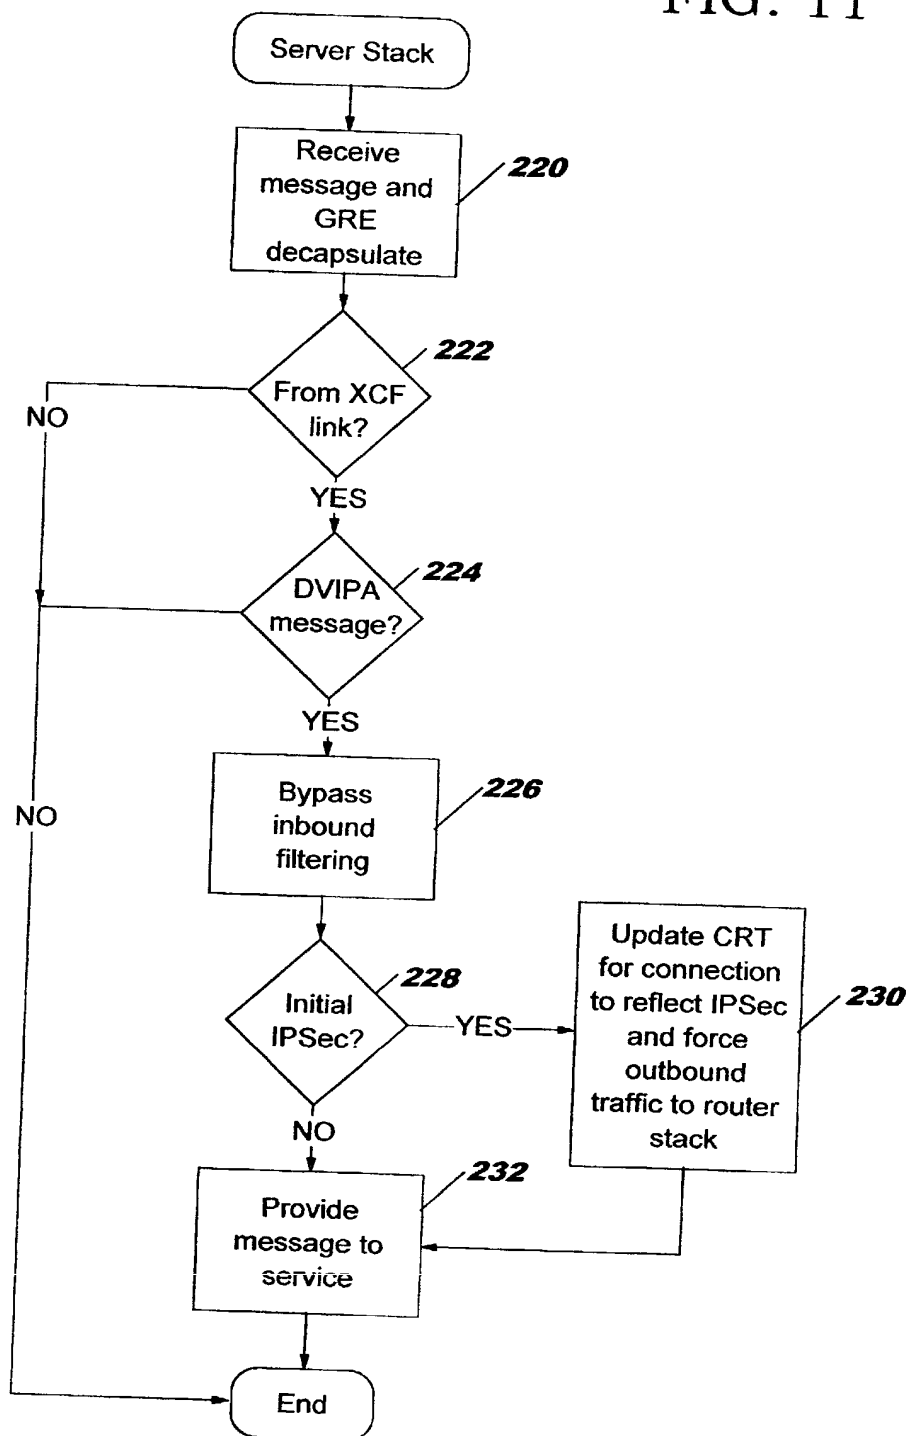 FIG. 11
Server Stack
Receive
message and
GRE
decapsulate
220
222
From XCF
link?
NO
YES
224
DVIPA
message?
YES
NO
226
Bypass
inbound
filtering
228
Initial
IPSec?
YES
Update CRT
for connection
to reflect IPSec
and force
outbound
traffic to router
stack
230
NO
232
Provide
message to
service
End